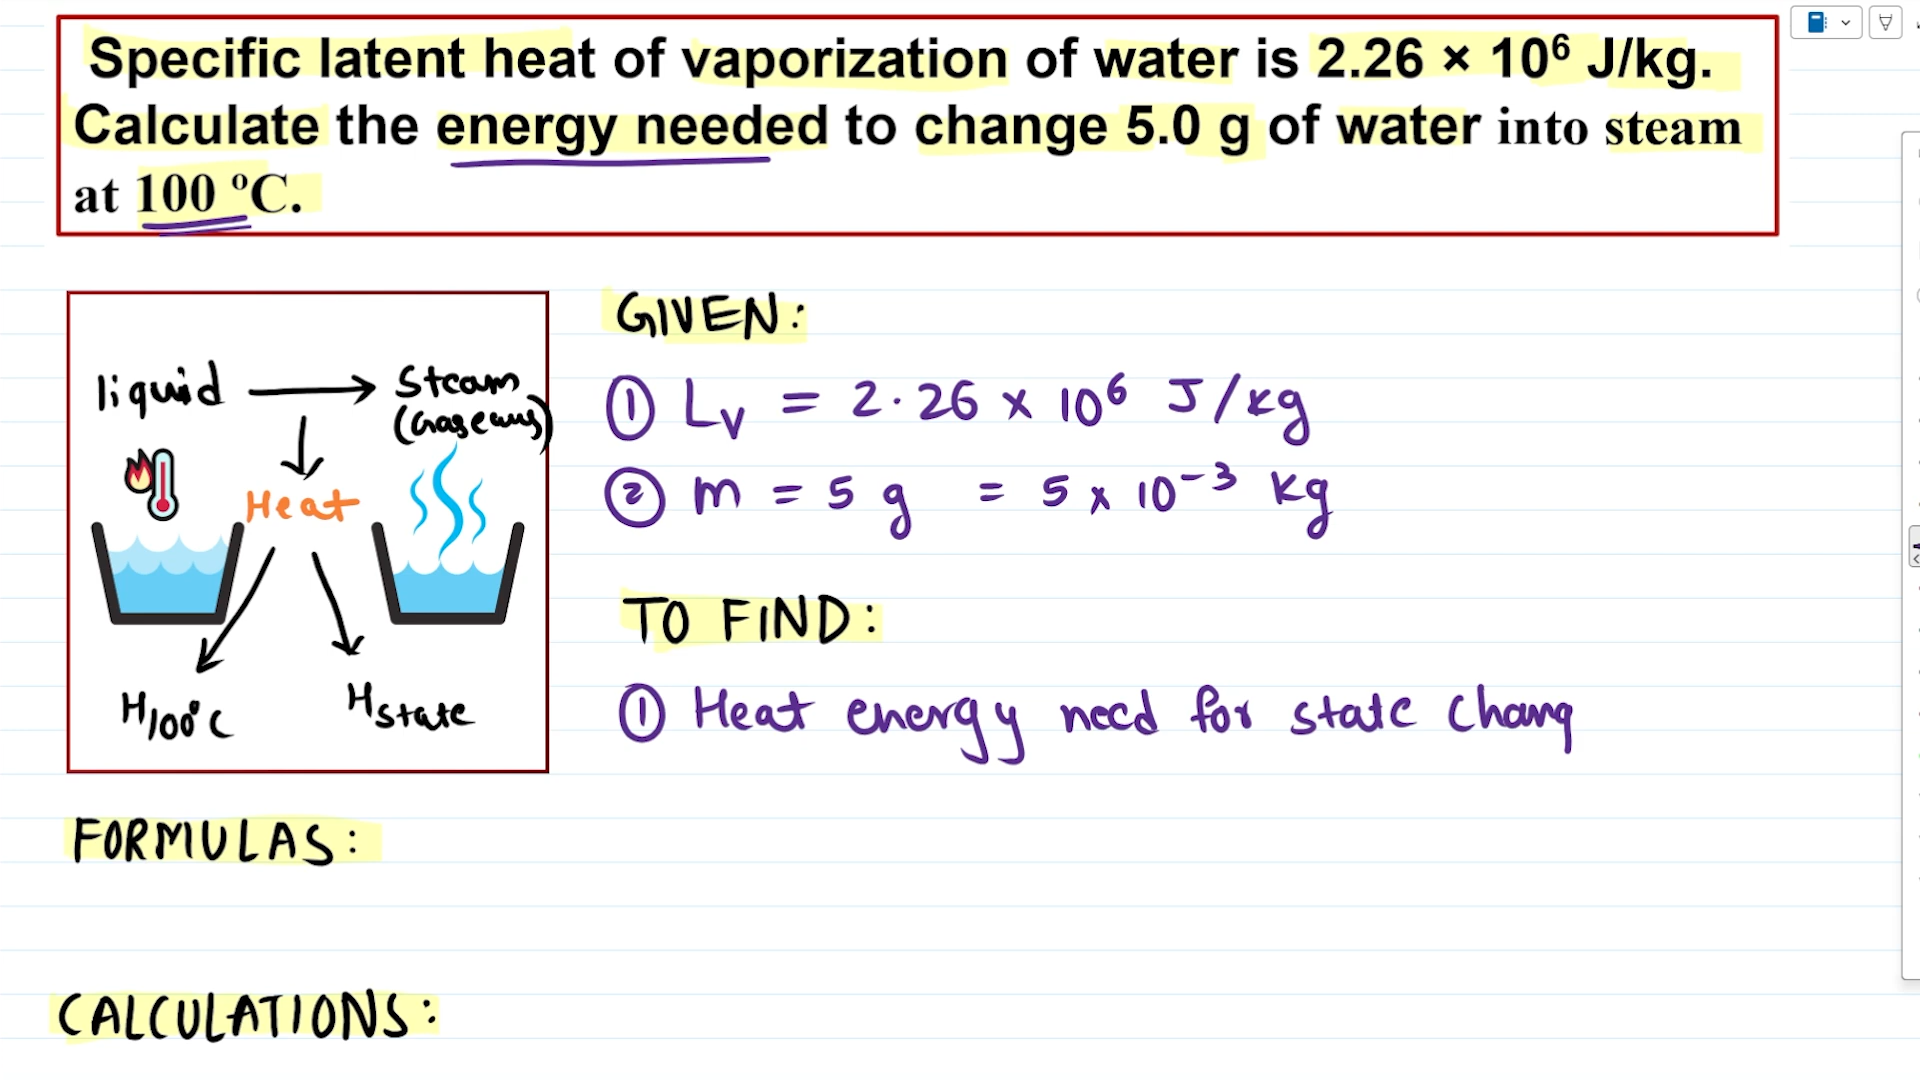 Specific latent heat of vaporization of water is 2.26 × 10⁶ J/kg.
Calculate the energy needed to change 5.0 g of water into steam
at 100 °C.
GIVEN:
liquid → Steam
(Gaseous)
① Lv = 2.26 × 10⁶ J/kg
Heat
② m = 5 g = 5 × 10⁻³ kg
TO FIND:
H100°C
Hstate
① Heat energy need for state chang
FORMULAS:
CALCULATIONS: